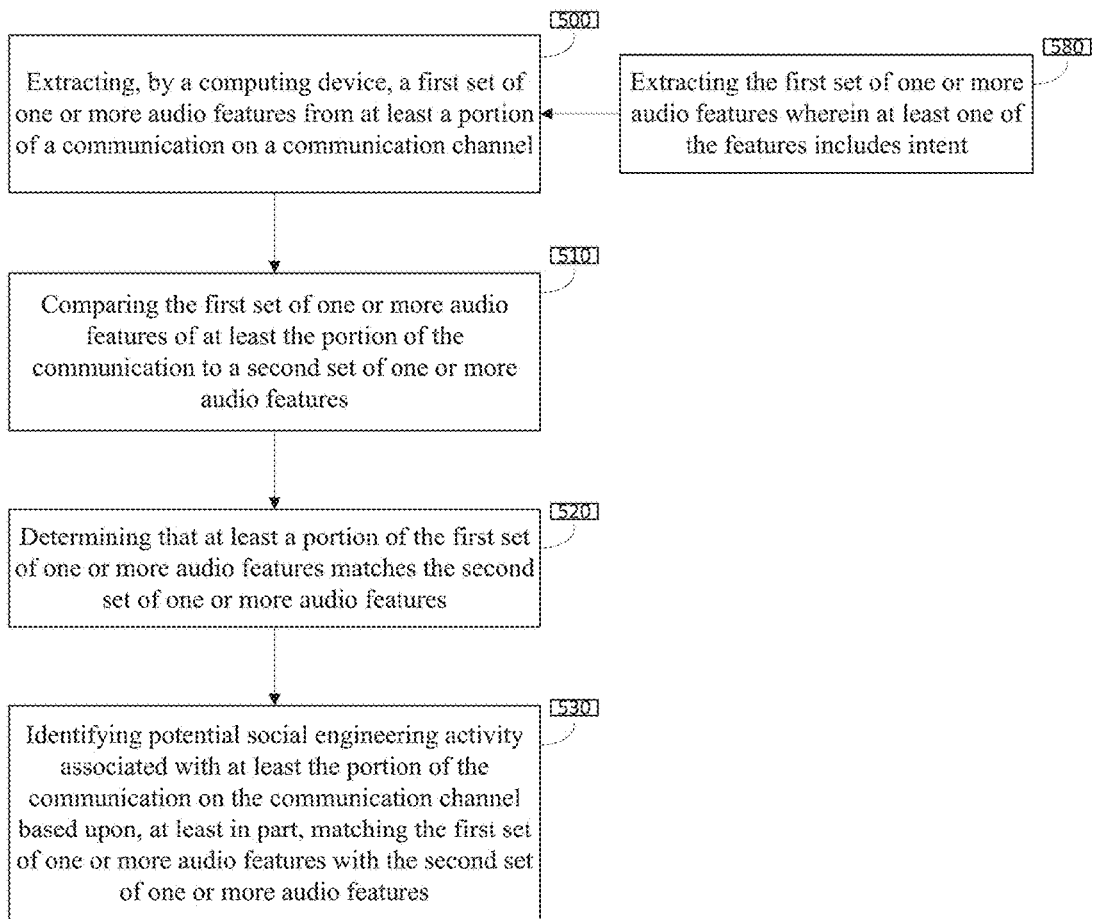 500
Extracting, by a computing device, a first set of
one or more audio features from at least a portion
of a communication on a communication channel
580
Extracting the first set of one or more
audio features wherein at least one of
the features includes intent
510
Comparing the first set of one or more audio
features of at least the portion of the
communication to a second set of one or more
audio features
520
Determining that at least a portion of the first set
of one or more audio features matches the second
set of one or more audio features
530
Identifying potential social engineering activity
associated with at least the portion of the
communication on the communication channel
based upon, at least in part, matching the first set
of one or more audio features with the second set
of one or more audio features